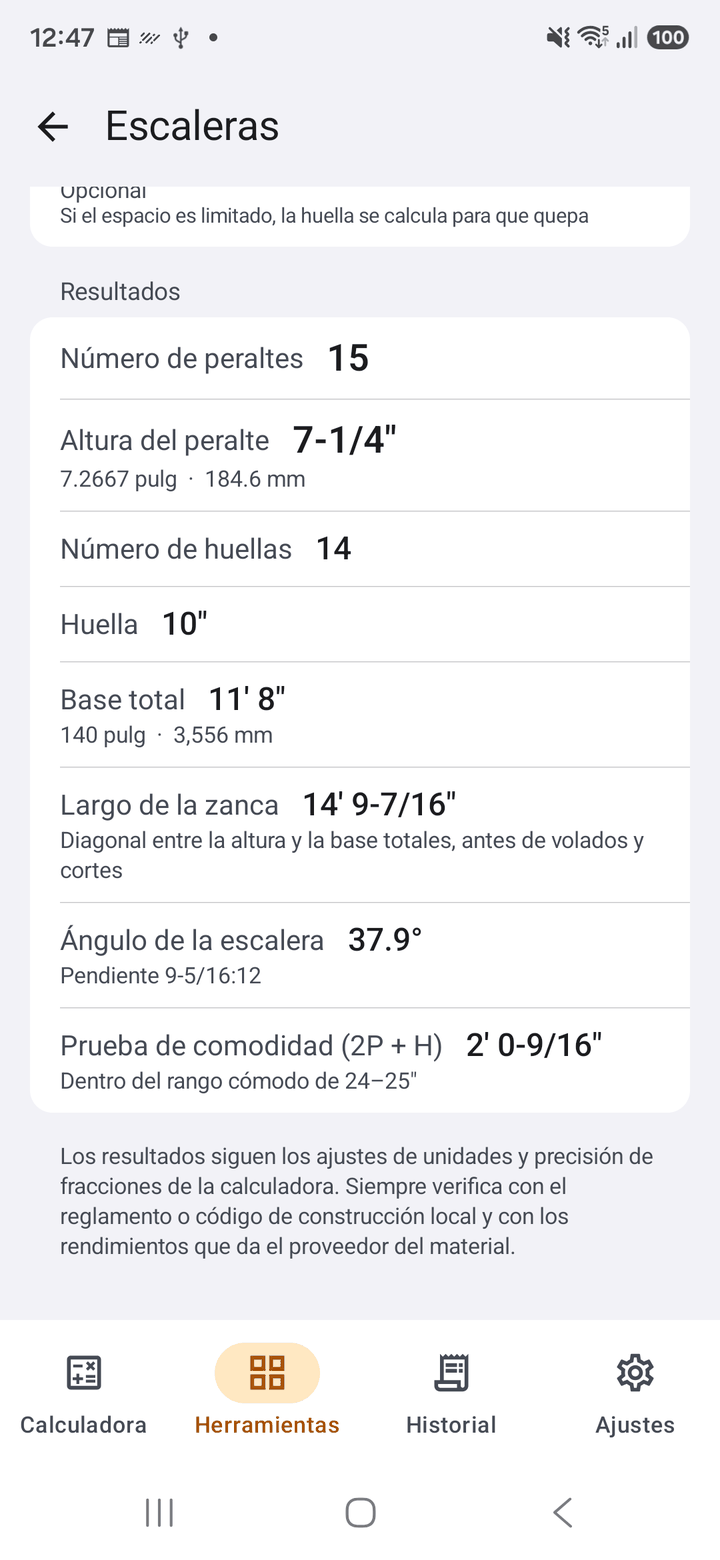 12:47
5
100
Escaleras
Opcional
Si el espacio es limitado, la huella se calcula para que quepa
Resultados
Número de peraltes 15
Altura del peralte 7-1/4"
7.2667 pulg · 184.6 mm
Número de huellas 14
Huella 10"
Base total 11' 8"
140 pulg · 3,556 mm
Largo de la zanca 14' 9-7/16"
Diagonal entre la altura y la base totales, antes de volados y
cortes
Ángulo de la escalera 37.9°
Pendiente 9-5/16:12
Prueba de comodidad (2P + H) 2' 0-9/16"
Dentro del rango cómodo de 24–25"
Los resultados siguen los ajustes de unidades y precisión de
fracciones de la calculadora. Siempre verifica con el
reglamento o código de construcción local y con los
rendimientos que da el proveedor del material.
Calculadora
Herramientas
Historial
Ajustes